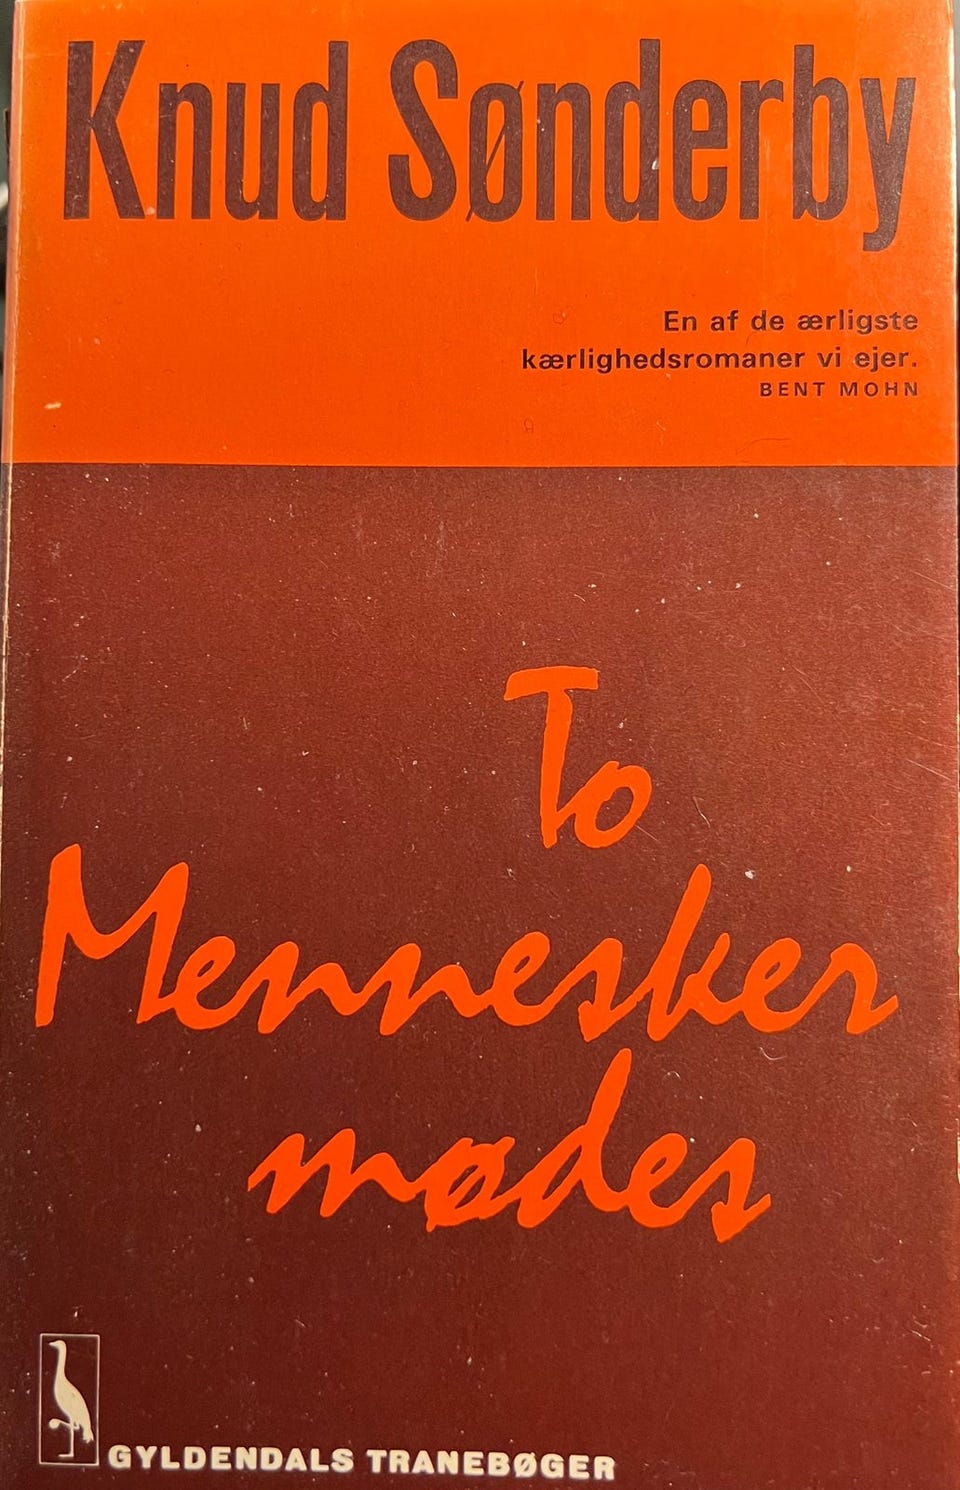 Knud Sønderby
En af de ærligste
kærlighedsromaner vi ejer.
BENT MOHN
To
Mennesker
mødes
GYLDENDALS TRANEBØGER